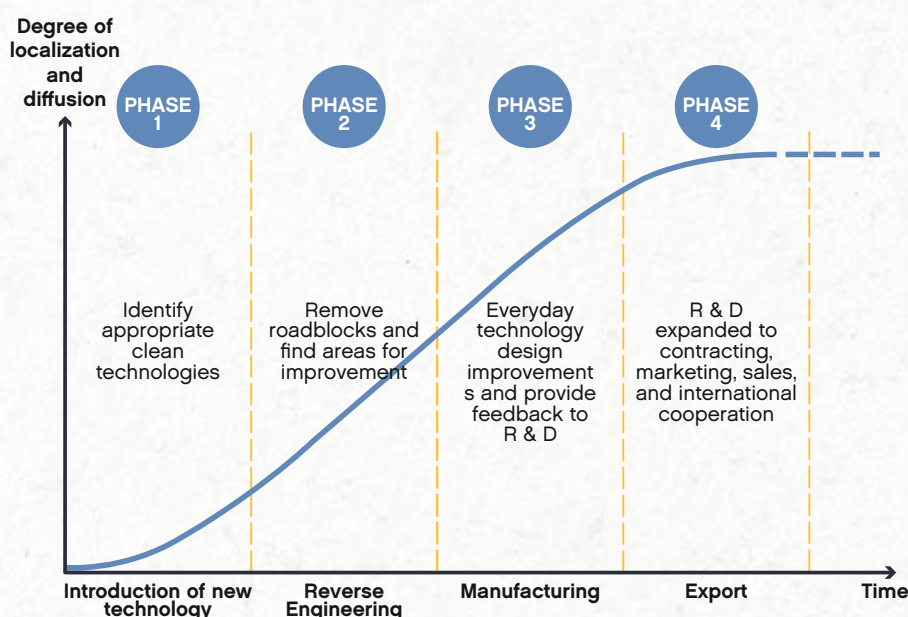 Degree of
localization
and
diffusion
PHASE
1
PHASE
2
PHASE
3
PHASE
4
Identify
appropriate
clean
technologies
Remove
roadblocks and
find areas for
improvement
Everyday
technology
design
improvement
s and provide
feedback to
R & D
R & D
expanded to
contracting,
marketing, sales,
and international
cooperation
Introduction of new
technology
Reverse
Engineering
Manufacturing
Export
Time